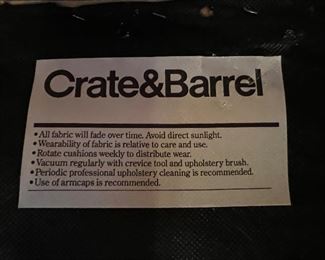 Crate&Barrel
• All fabric will fade over time. Avoid direct sunlight.
• Wearability of fabric is relative to care and use.
• Rotate cushions weekly to distribute wear.
• Vacuum regularly with crevice tool and upholstery brush.
• Periodic professional upholstery cleaning is recommended.
• Use of armcaps is recommended.